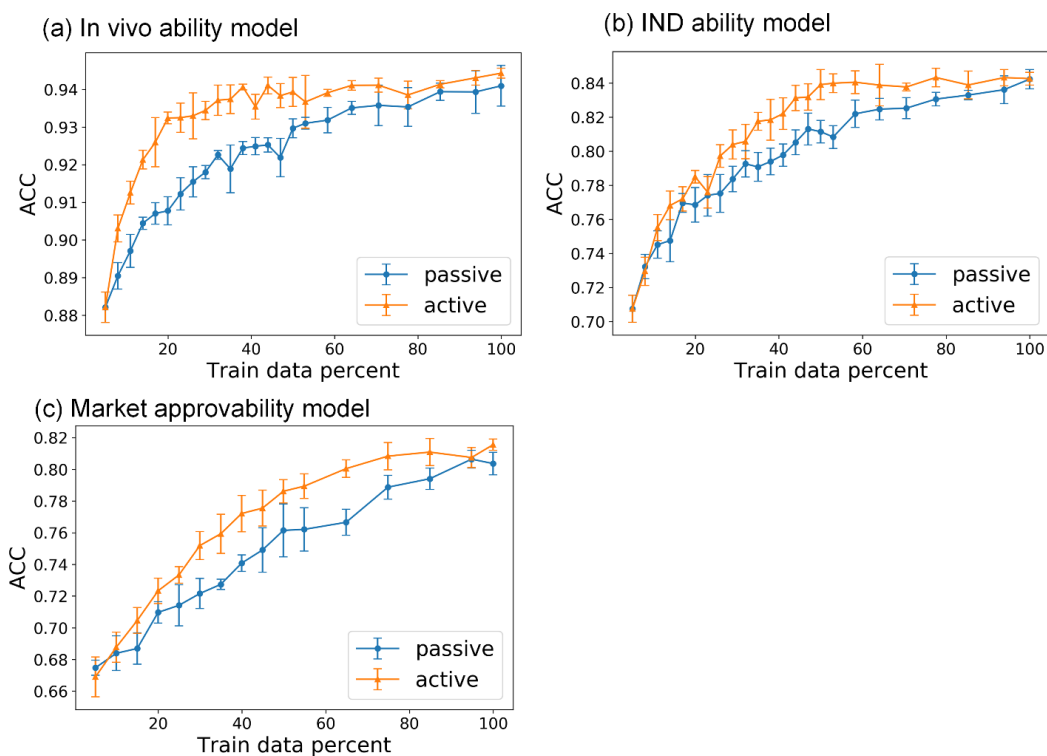 (a) In vivo ability model
ACC
0.94
0.93
0.92
0.91
0.90
0.89
0.88
20
40
60
80
100
Train data percent
passive
active
(b) IND ability model
ACC
0.84
0.82
0.80
0.78
0.76
0.74
0.72
0.70
20
40
60
80
100
Train data percent
passive
active
(c) Market approvability model
ACC
0.82
0.80
0.78
0.76
0.74
0.72
0.70
0.68
0.66
20
40
60
80
100
Train data percent
passive
active